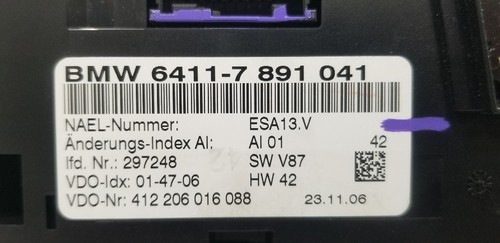 BMW 6411-7 891 041
NAEL-Nummer: ESA13.V
Änderungs-Index AI: AI 01 42
lfd. Nr.: 297248 SW V87
VDO-Idx: 01-47-06 HW 42
VDO-Nr: 412 206 016 088 23.11.06